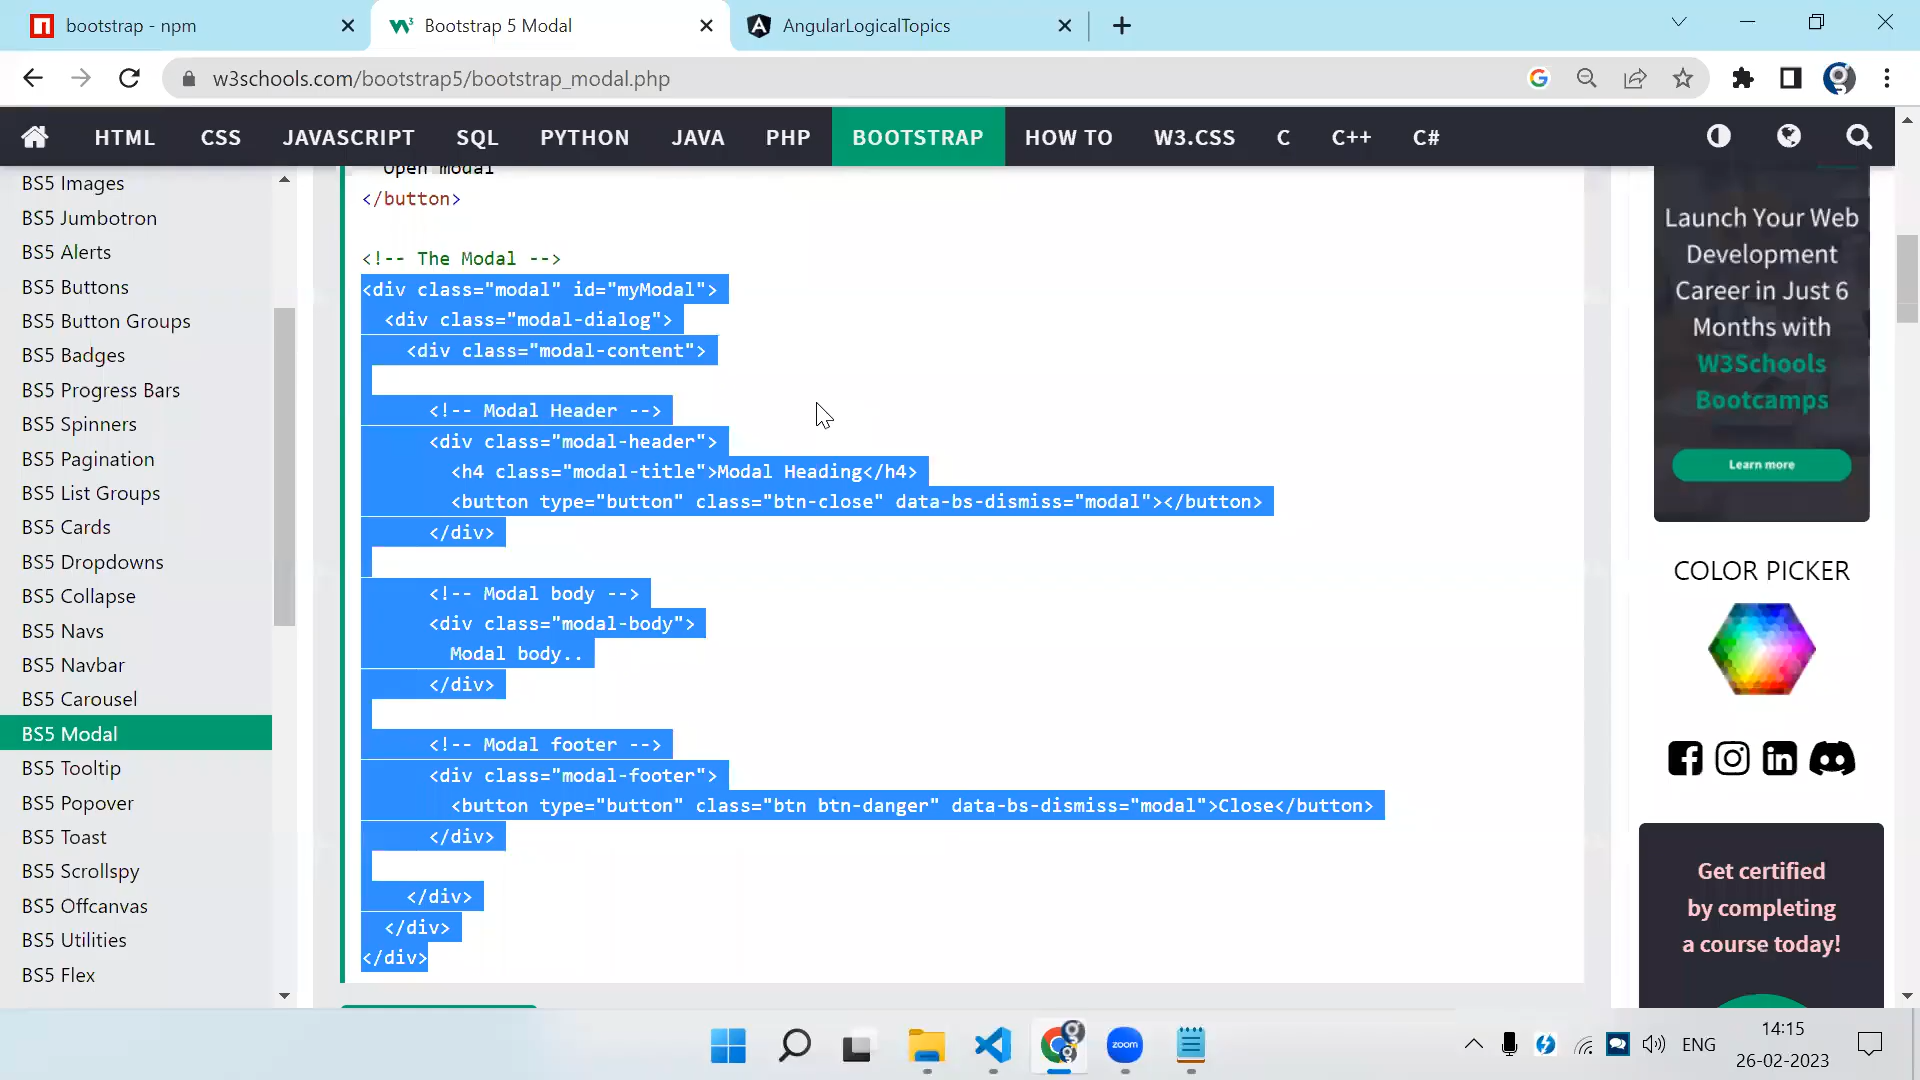 bootstrap - npm
Bootstrap 5 Modal
AngularLogicalTopics
w3schools.com/bootstrap5/bootstrap_modal.php
HTML CSS JAVASCRIPT SQL PYTHON JAVA PHP BOOTSTRAP HOW TO W3.CSS C C++ C#
BS5 Images
BS5 Jumbotron
BS5 Alerts
BS5 Buttons
BS5 Button Groups
BS5 Badges
BS5 Progress Bars
BS5 Spinners
BS5 Pagination
BS5 List Groups
BS5 Cards
BS5 Dropdowns
BS5 Collapse
BS5 Navs
BS5 Navbar
BS5 Carousel
BS5 Modal
BS5 Tooltip
BS5 Popover
BS5 Toast
BS5 Scrollspy
BS5 Offcanvas
BS5 Utilities
BS5 Flex
Open modal
</button>
<!-- The Modal -->
<div class="modal" id="myModal">
<div class="modal-dialog">
<div class="modal-content">
<!-- Modal Header -->
<div class="modal-header">
<h4 class="modal-title">Modal Heading</h4>
<button type="button" class="btn-close" data-bs-dismiss="modal"></button>
</div>
<!-- Modal body -->
<div class="modal-body">
Modal body..
</div>
<!-- Modal footer -->
<div class="modal-footer">
<button type="button" class="btn btn-danger" data-bs-dismiss="modal">Close</button>
</div>
</div>
</div>
</div>
Launch Your Web
Development
Career in Just 6
Months with
W3Schools
Bootcamps
Learn more
COLOR PICKER
Get certified
by completing
a course today!
zoom
ENG
14:15
26-02-2023